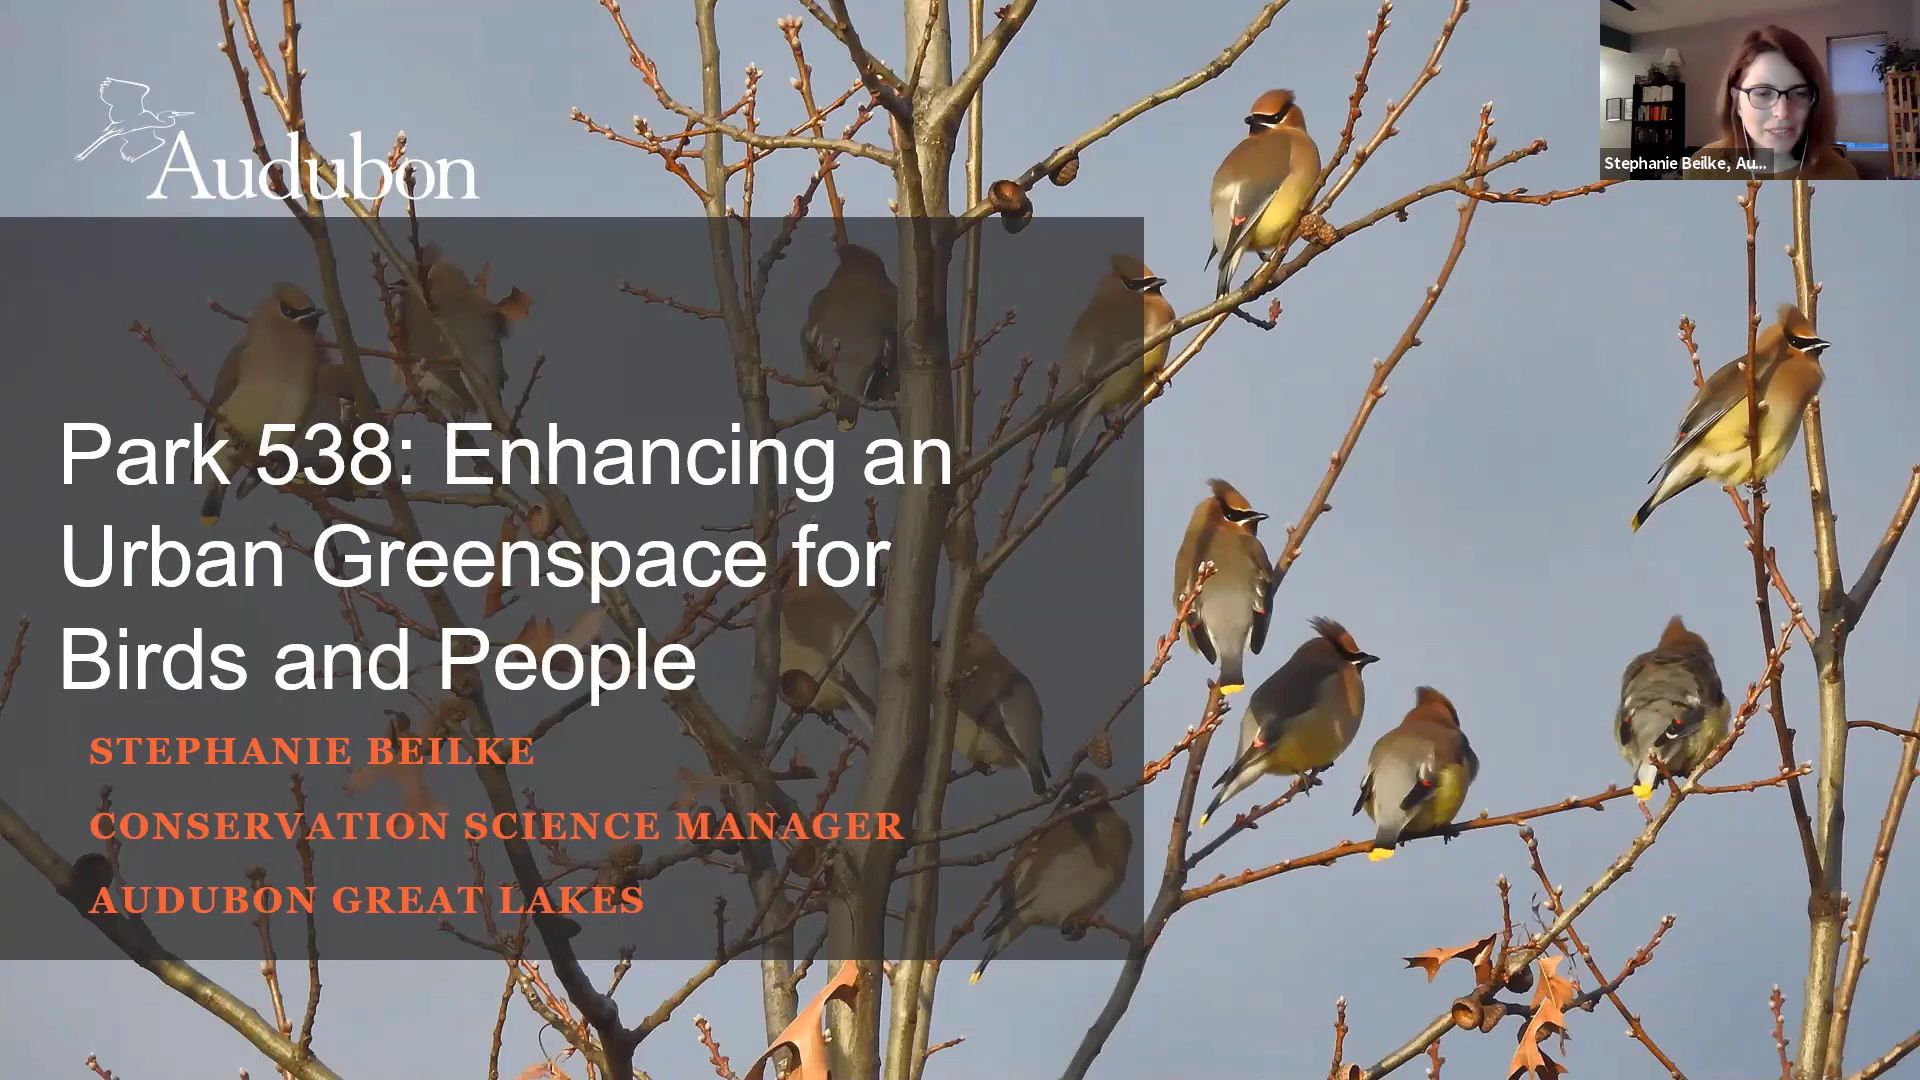 Audubon
Stephanie Beilke, Au...
Park 538: Enhancing an
Urban Greenspace for
Birds and People
STEPHANIE BEILKE
CONSERVATION SCIENCE MANAGER
AUDUBON GREAT LAKES